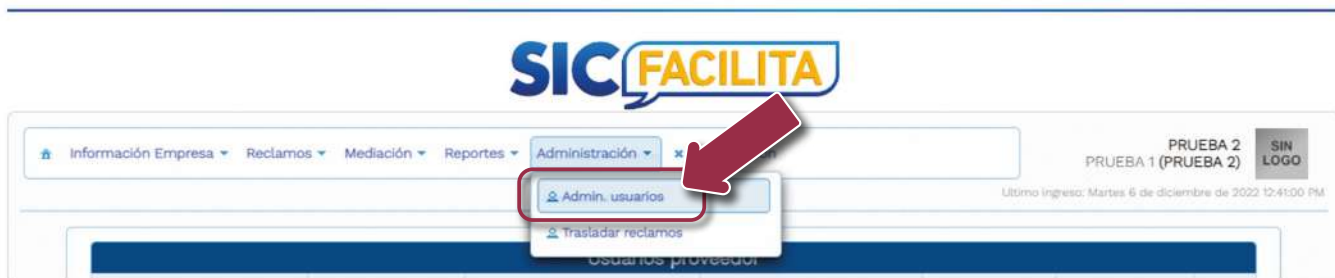 SIC FACILITA
Información Empresa Reclamos Mediación Reportes Administración
PRUEBA 2
PRUEBA 1 (PRUEBA 2)
SIN
LOGO
Ultimo ingreso: Martes 6 de diciembre de 2022 12:41:00 PM
Admin. usuarios
Trasladar reclamos
Usuarios proveedor